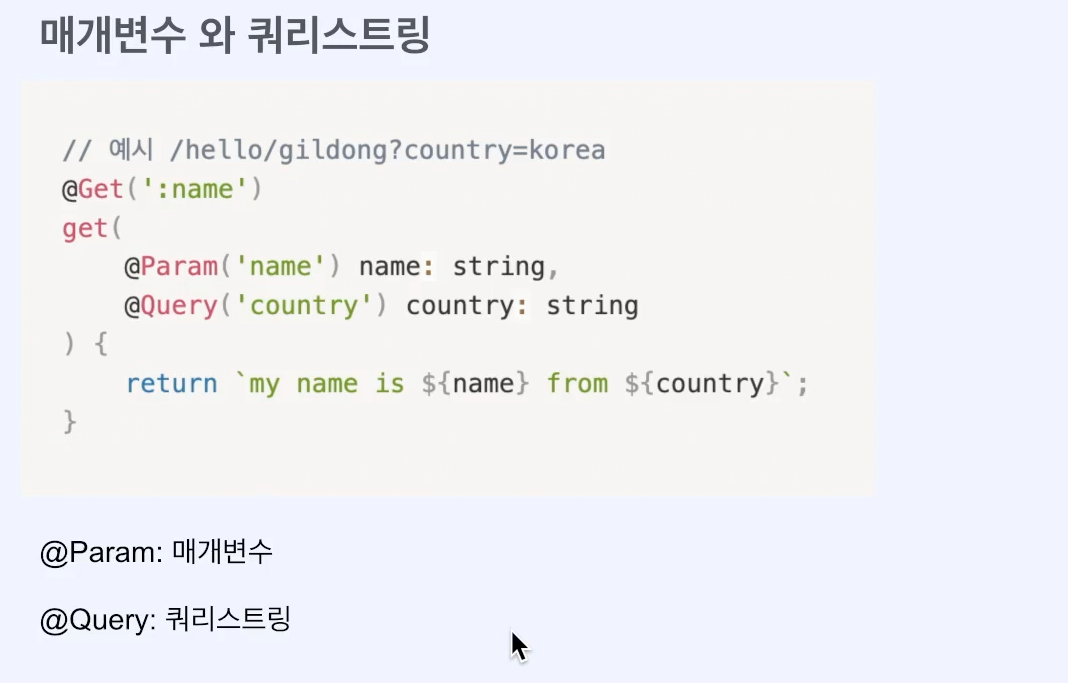 매개변수 와 쿼리스트링
// 예시 /hello/gildong?country=korea
@Get(':name')
get(
    @Param('name') name: string,
    @Query('country') country: string
) {
    return `my name is ${name} from ${country}`;
}
@Param: 매개변수
@Query: 쿼리스트링